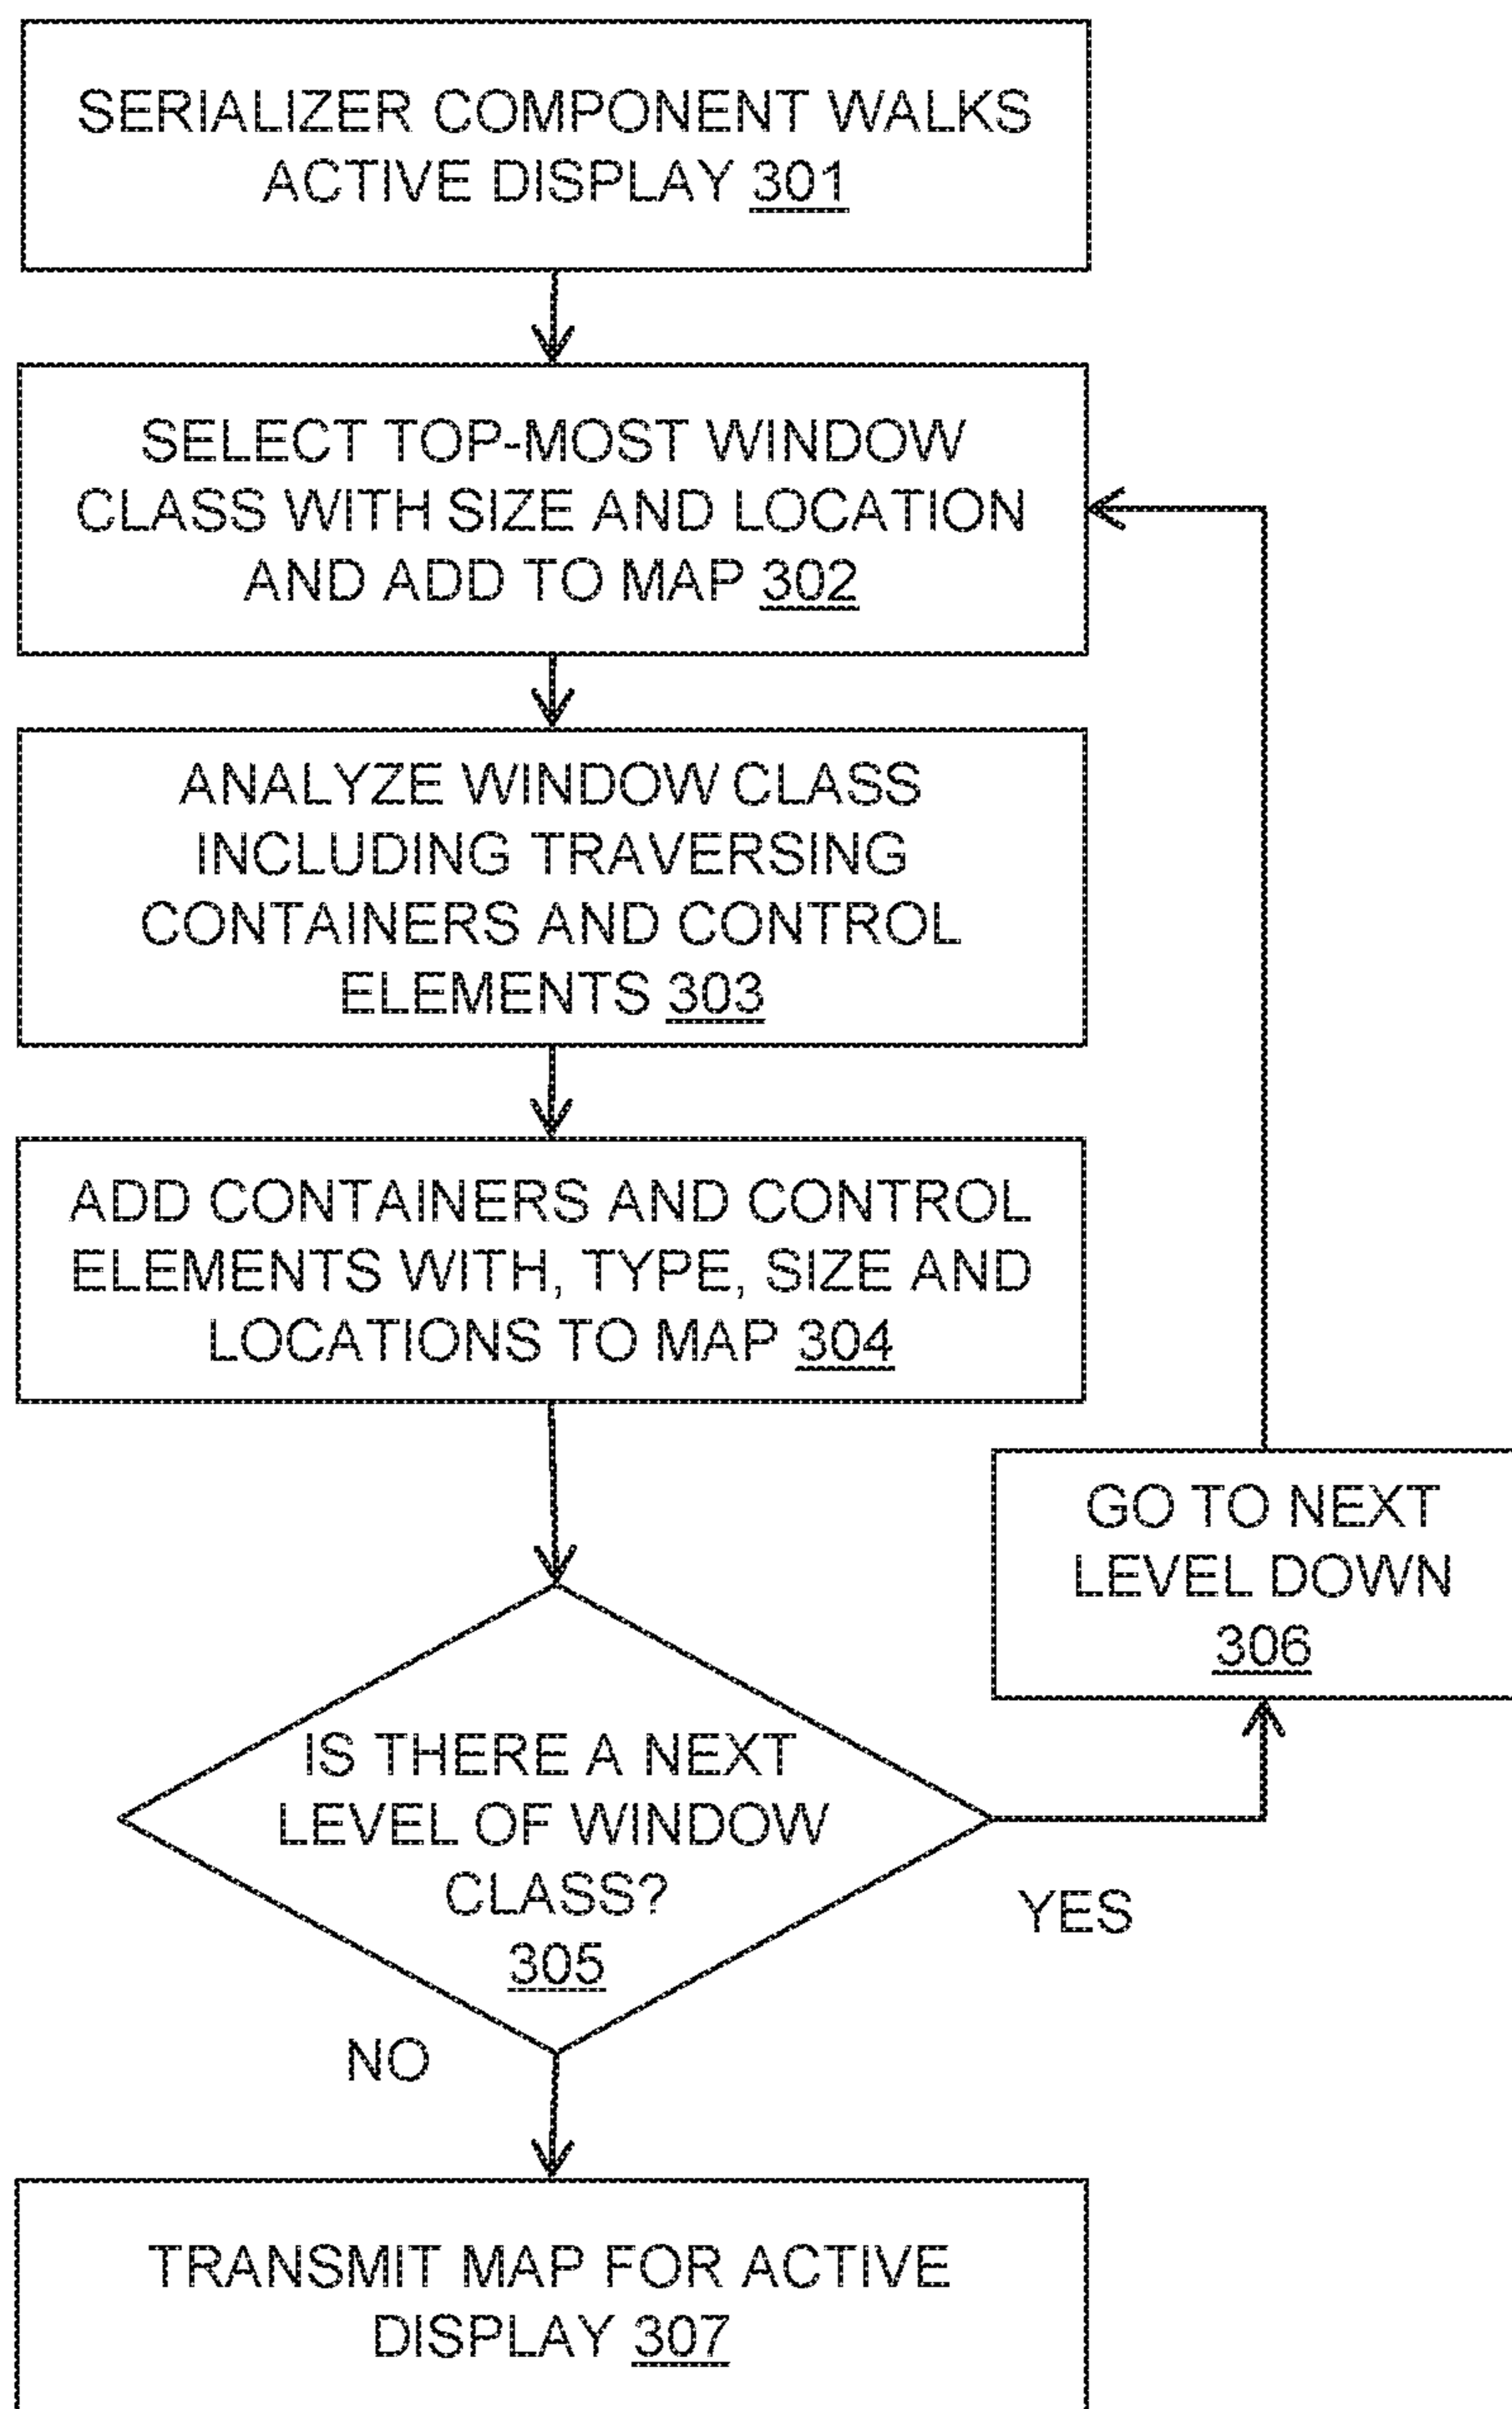 SERIALIZER COMPONENT WALKS
ACTIVE DISPLAY 301
SELECT TOP-MOST WINDOW
CLASS WITH SIZE AND LOCATION
AND ADD TO MAP 302
ANALYZE WINDOW CLASS
INCLUDING TRAVERSING
CONTAINERS AND CONTROL
ELEMENTS 303
ADD CONTAINERS AND CONTROL
ELEMENTS WITH, TYPE, SIZE AND
LOCATIONS TO MAP 304
GO TO NEXT
LEVEL DOWN
306
IS THERE A NEXT
LEVEL OF WINDOW
CLASS?
305
YES
NO
TRANSMIT MAP FOR ACTIVE
DISPLAY 307